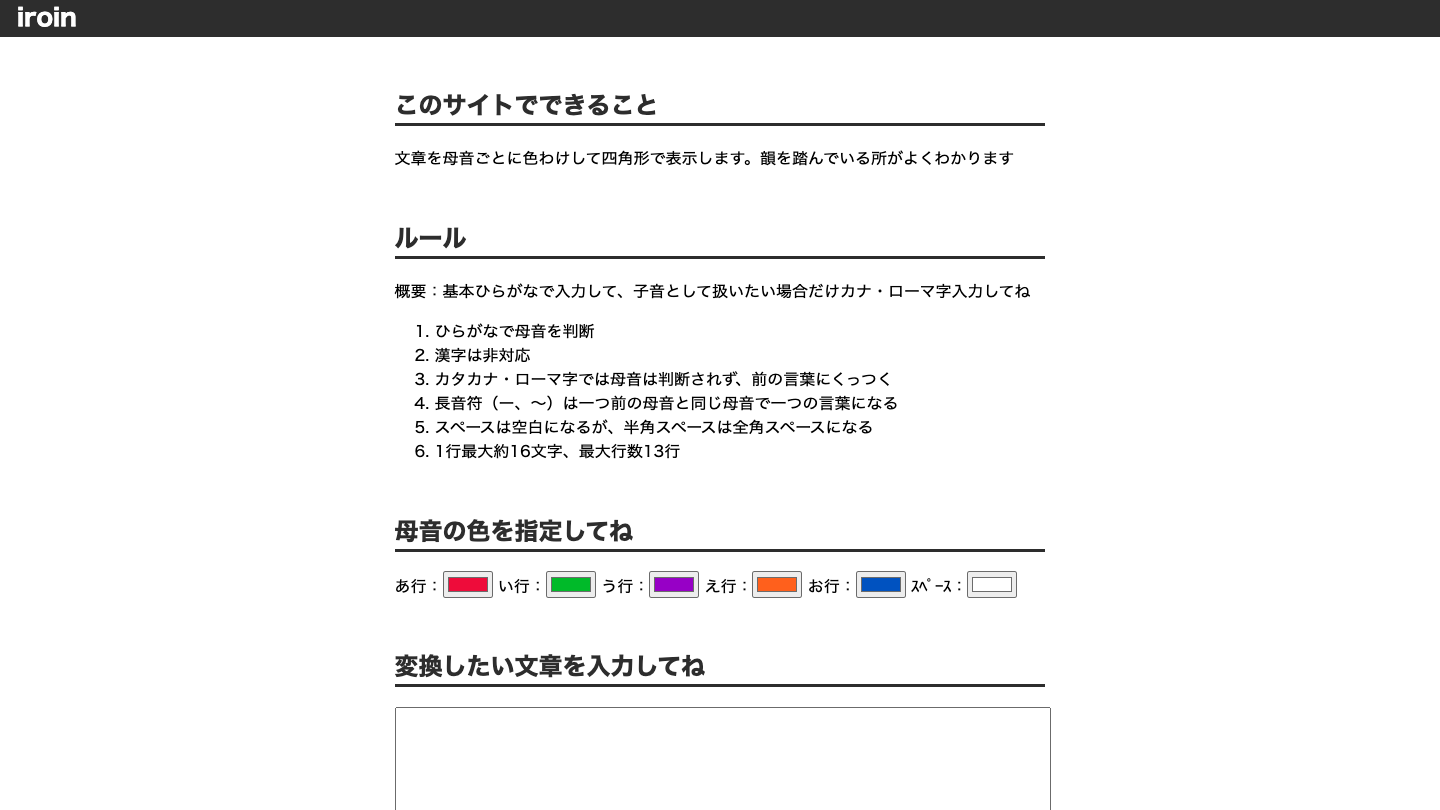 iroin
このサイトでできること
文章を母音ごとに色わけして四角形で表示します。韻を踏んでいる所がよくわかります
ルール
概要：基本ひらがなで入力して、子音として扱いたい場合だけカナ・ローマ字入力してね
1. ひらがなで母音を判断
2. 漢字は非対応
3. カタカナ・ローマ字では母音は判断されず、前の言葉にくっつく
4. 長音符（ー、〜）は一つ前の母音と同じ母音で一つの言葉になる
5. スペースは空白になるが、半角スペースは全角スペースになる
6. 1行最大約16文字、最大行数13行
母音の色を指定してね
あ行： い行： う行： え行： お行： ｽﾍﾟｰｽ：
変換したい文章を入力してね